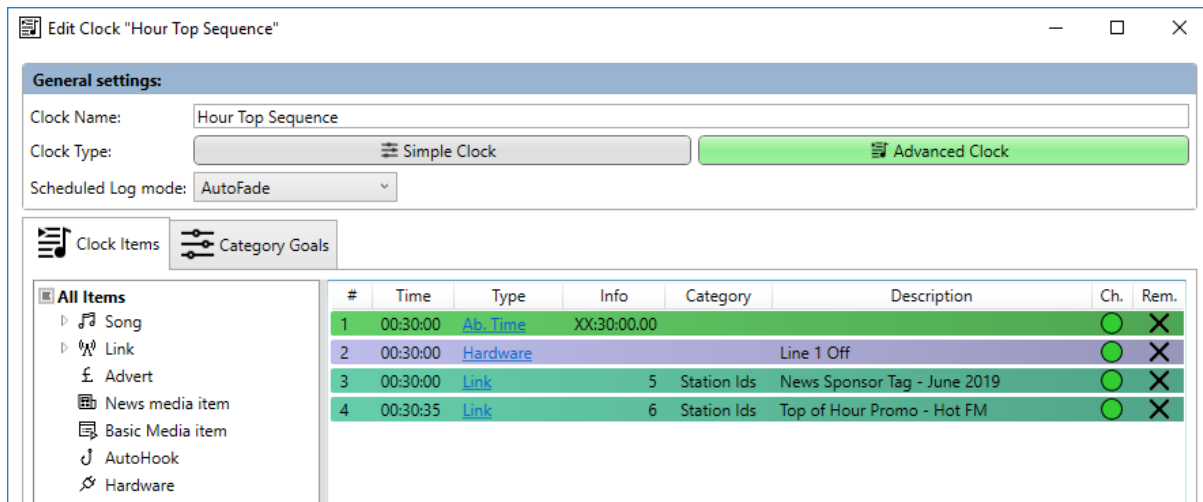 Edit Clock "Hour Top Sequence"
General settings:
Clock Name: Hour Top Sequence
Clock Type: Simple Clock Advanced Clock
Scheduled Log mode: AutoFade
Clock Items Category Goals
All Items
Song
Link
£ Advert
News media item
Basic Media item
AutoHook
Hardware
# Time Type Info Category Description Ch. Rem.
1 00:30:00 Ab. Time XX:30:00.00
2 00:30:00 Hardware Line 1 Off
3 00:30:00 Link 5 Station Ids News Sponsor Tag - June 2019
4 00:30:35 Link 6 Station Ids Top of Hour Promo - Hot FM